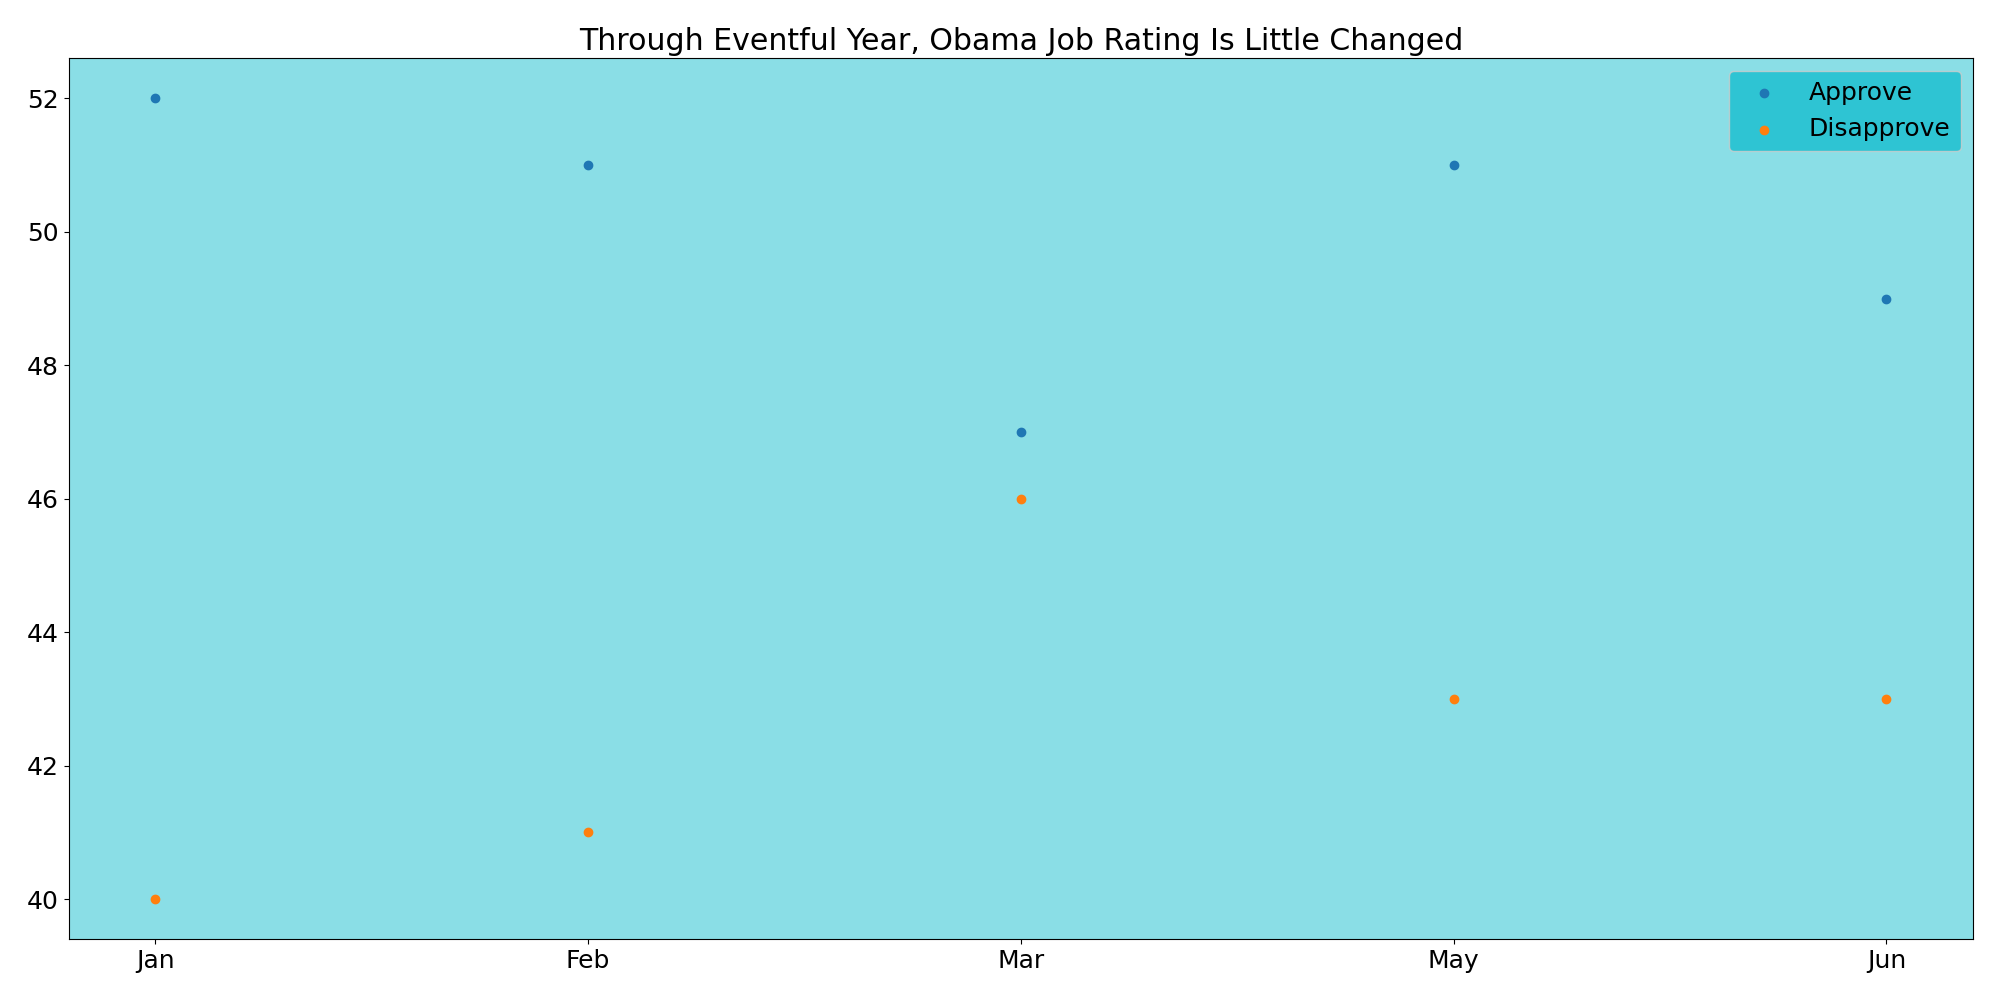 Through Eventful Year, Obama Job Rating Is Little Changed
Approve
Disapprove
52
50
48
46
44
42
40
Jan Feb Mar May Jun